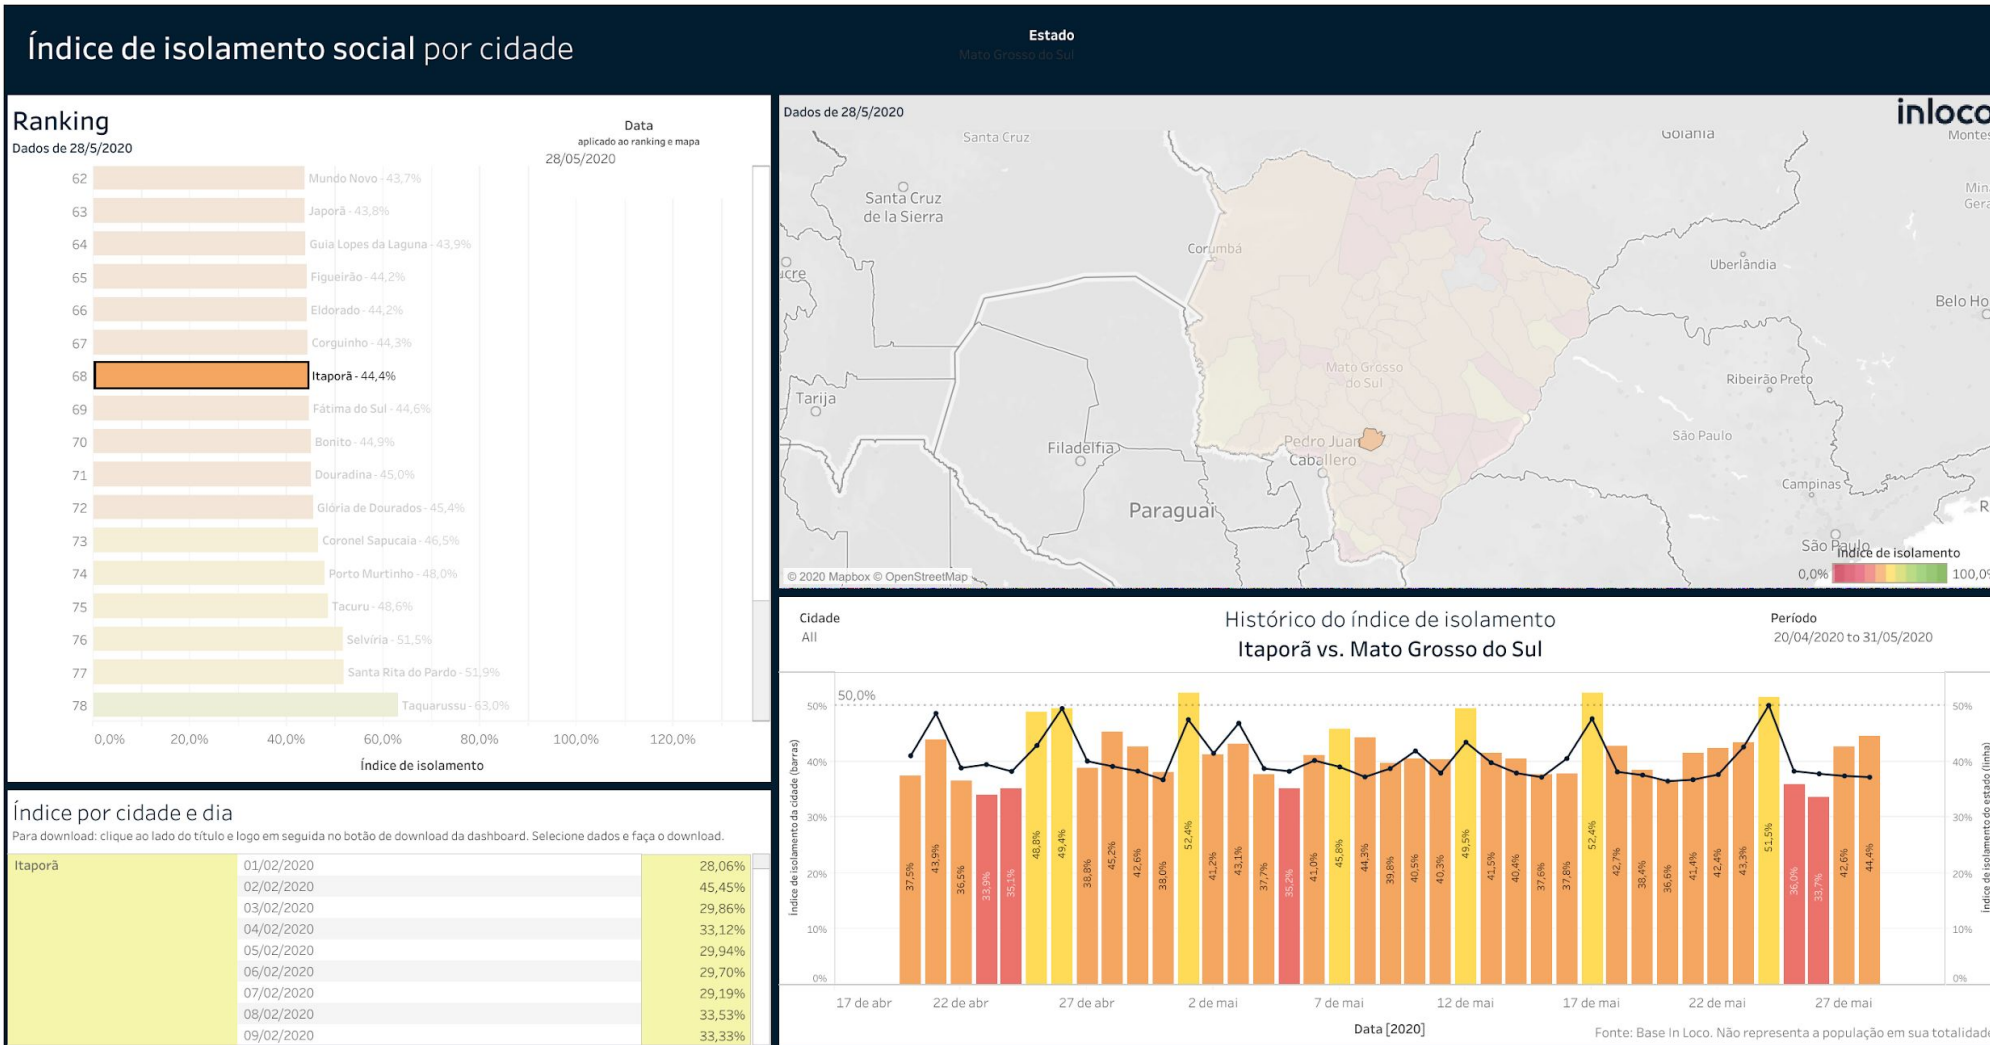 Índice de isolamento social por cidade
Estado
Mato Grosso do Sul
Ranking
Dados de 28/5/2020
Data
aplicado ao ranking e mapa
28/05/2020
62 Mundo Novo - 43,7%
63 Japorã - 43,8%
64 Guia Lopes da Laguna - 43,9%
65 Figueirão - 44,2%
66 Eldorado - 44,2%
67 Corguinho - 44,3%
68 Itaporã - 44,4%
69 Fátima do Sul - 44,6%
70 Bonito - 44,9%
71 Douradina - 45,0%
72 Glória de Dourados - 45,4%
73 Coronel Sapucaia - 46,5%
74 Porto Murtinho - 48,0%
75 Tacuru - 48,6%
76 Selvíria - 51,5%
77 Santa Rita do Pardo - 51,9%
78 Taquarussu - 63,0%
0,0% 20,0% 40,0% 60,0% 80,0% 100,0% 120,0%
Índice de isolamento
Índice por cidade e dia
Para download: clique ao lado do título e logo em seguida no botão de download da dashboard. Selecione dados e faça o download.
Itaporã 01/02/2020 28,06%
02/02/2020 45,45%
03/02/2020 29,86%
04/02/2020 33,12%
05/02/2020 29,94%
06/02/2020 29,70%
07/02/2020 29,19%
08/02/2020 33,53%
09/02/2020 33,33%
Dados de 28/5/2020
inloco
Santa Cruz
Goiânia
Montes
Santa Cruz
de la Sierra
Min
Gera
Corumbá
ucre
Uberlândia
Belo Ho
Mato Grosso
do Sul
Ribeirão Preto
Tarija
Filadelfia
Pedro Juan
Caballero
São Paulo
Paraguai
Campinas
R
São Paulo
Índice de isolamento
0,0% 100,0%
© 2020 Mapbox © OpenStreetMap
Cidade
All
Histórico do índice de isolamento
Itaporã vs. Mato Grosso do Sul
Período
20/04/2020 to 31/05/2020
50,0%
Índice de isolamento da cidade (barras)
50%
40%
30%
20%
10%
0%
37,5% 43,9% 36,5% 33,9% 35,1% 48,8% 49,4% 38,8% 45,2% 42,6% 38,0% 52,4% 41,2% 43,1% 37,7% 35,2% 41,0% 45,8% 44,3% 39,8% 40,5% 40,3% 49,5% 41,5% 40,4% 37,6% 37,8% 52,4% 42,7% 38,4% 36,6% 41,4% 42,4% 43,3% 51,5% 36,0% 33,7% 42,6% 44,4%
50%
40%
30%
20%
10%
0%
Índice de isolamento do estado (linha)
17 de abr 22 de abr 27 de abr 2 de mai 7 de mai 12 de mai 17 de mai 22 de mai 27 de mai
Data [2020]
Fonte: Base In Loco. Não representa a população em sua totalidade